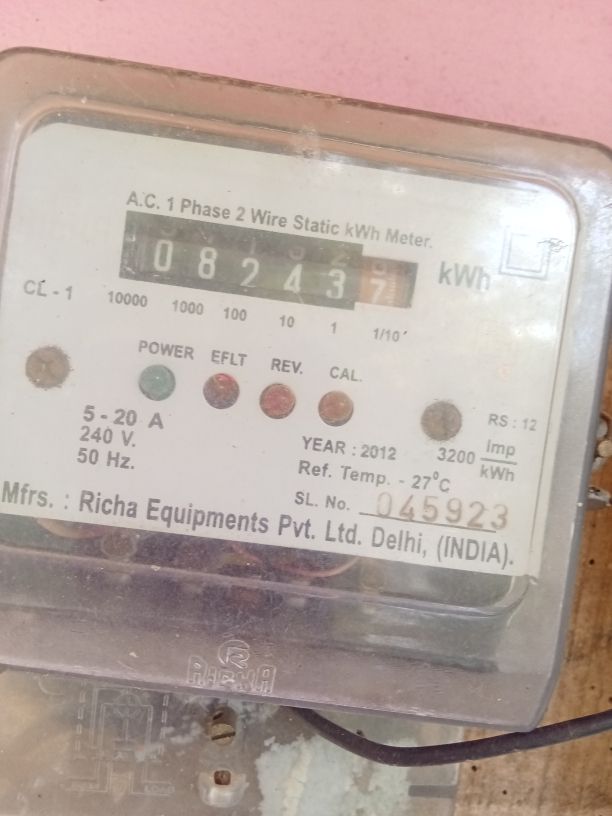 A.C. 1 Phase 2 Wire Static kWh Meter.
0 8 2 4 3 7 kWh
CL - 1
10000 1000 100 10 1 1/10
POWER EFLT REV. CAL.
5 - 20 A
240 V.
50 Hz.
RS : 12
YEAR : 2012 3200 Imp/kWh
Ref. Temp. - 27°C
SL. No. 045923
Mfrs. : Richa Equipments Pvt. Ltd. Delhi, (INDIA).
RICHA
LOAD